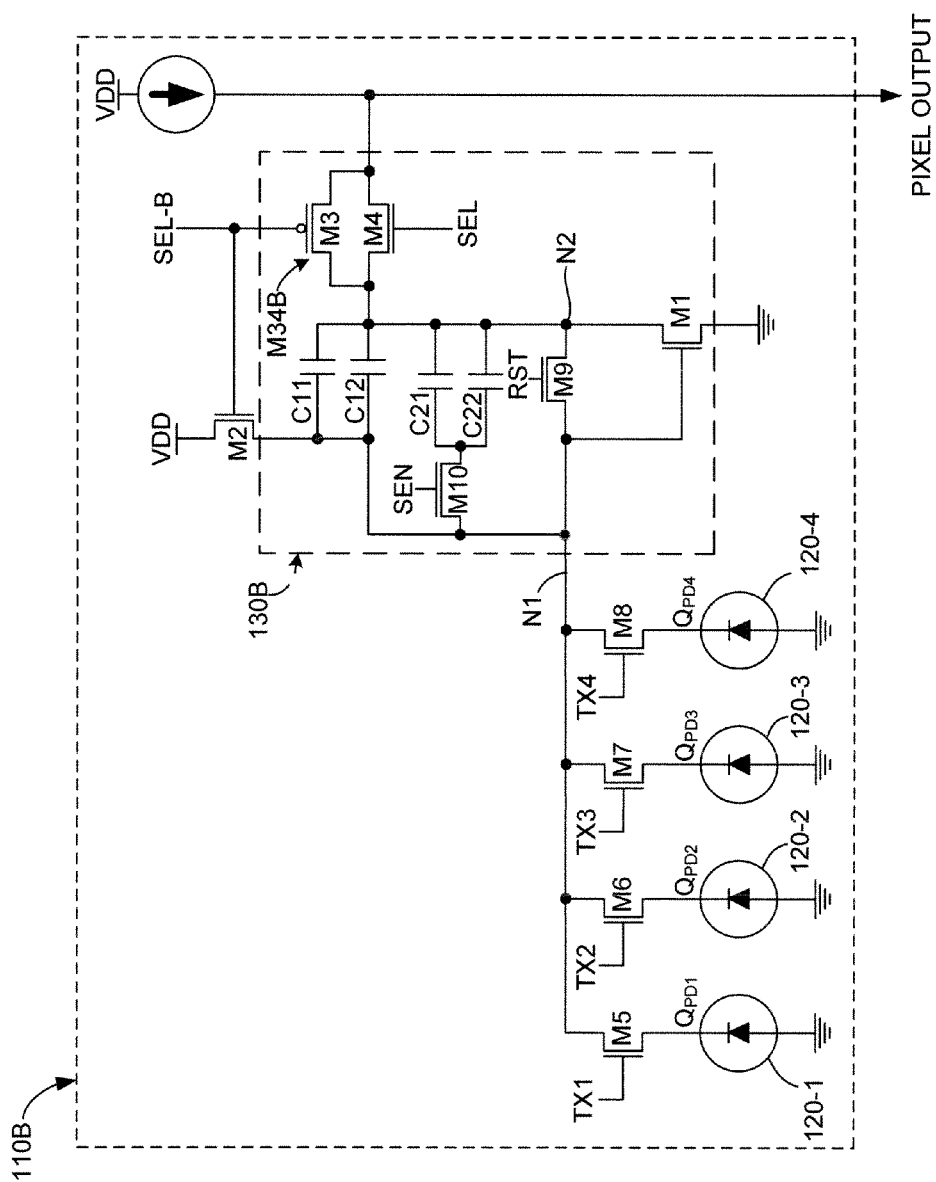 110B
VDD
SEL-B
VDD
M2
M34B
M3
M4
SEL
C11
C12
C21
C22
SEN
M10
RST
M9
N2
M1
130B
N1
TX1
M5
QPD1
120-1
TX2
M6
QPD2
120-2
TX3
M7
QPD3
120-3
TX4
M8
QPD4
120-4
PIXEL OUTPUT